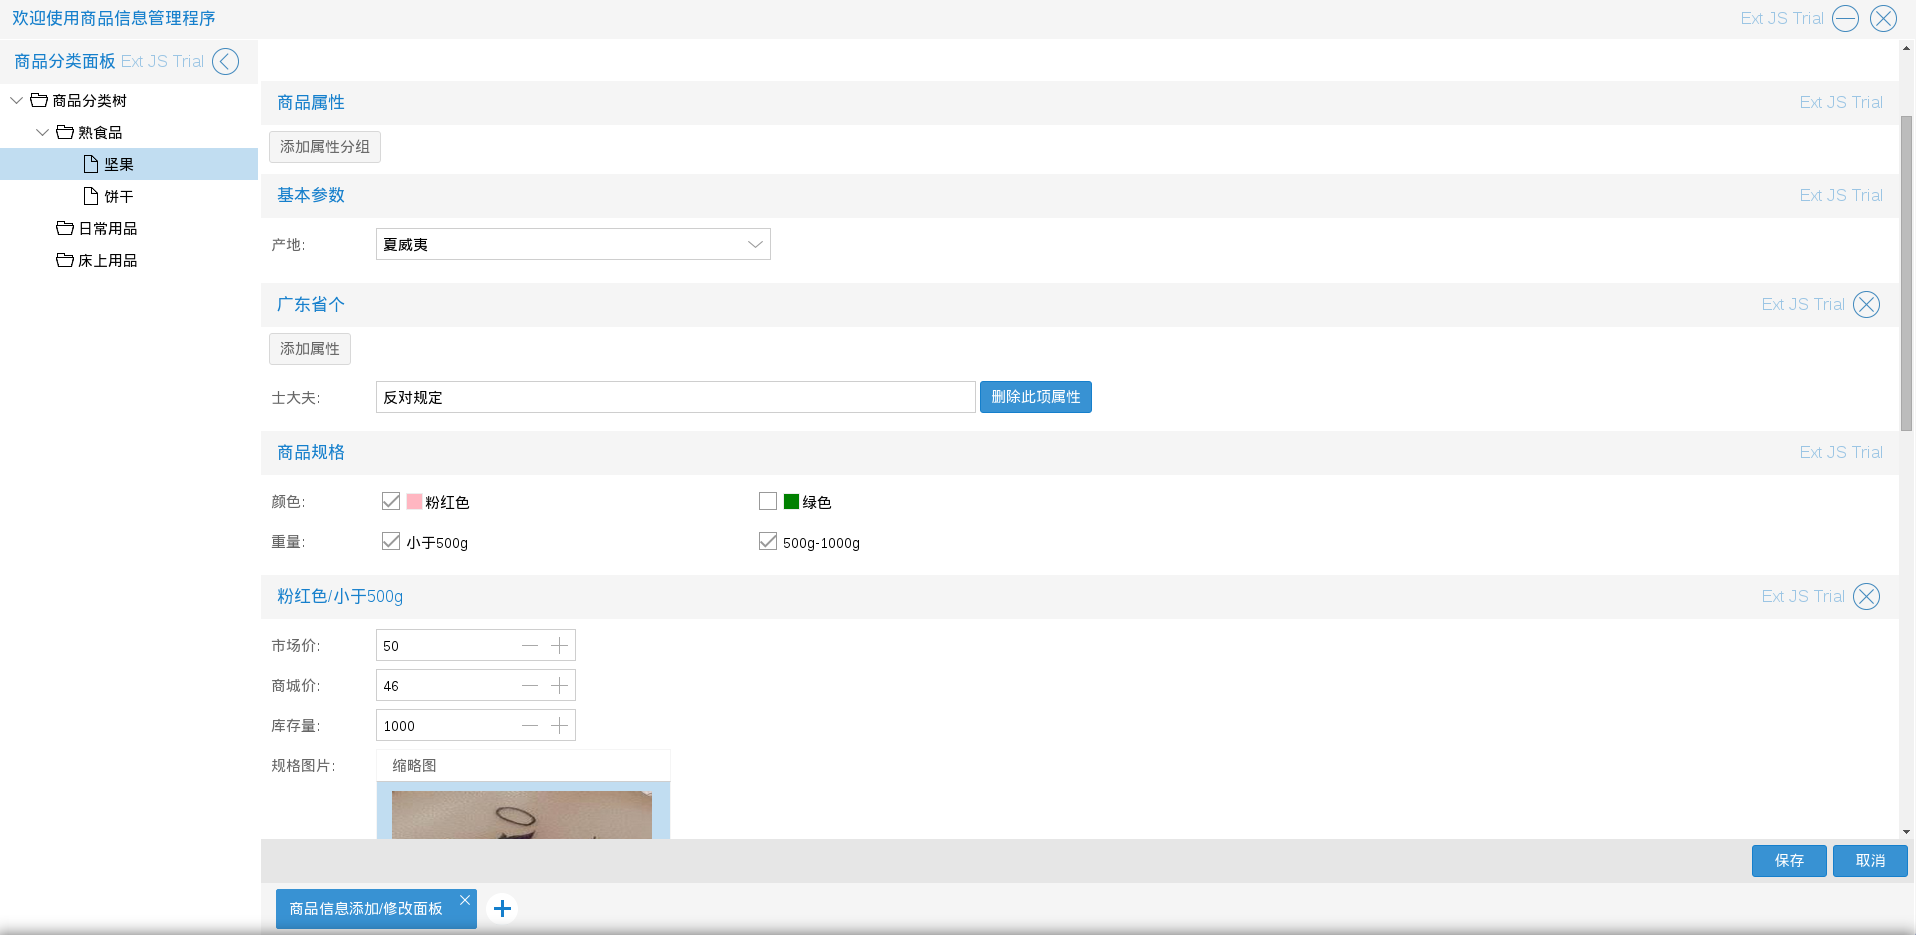 欢迎使用商品信息管理程序 Ext JS Trial
商品分类面板 Ext JS Trial
商品分类树
熟食品
坚果
饼干
日常用品
床上用品
商品属性 Ext JS Trial
添加属性分组
基本参数 Ext JS Trial
产地: 夏威夷
广东省个 Ext JS Trial
添加属性
士大夫: 反对规定 删除此项属性
商品规格 Ext JS Trial
颜色: 粉红色 绿色
重量: 小于500g 500g-1000g
粉红色/小于500g Ext JS Trial
市场价: 50
商城价: 46
库存量: 1000
规格图片: 缩略图
保存 取消
商品信息添加/修改面板